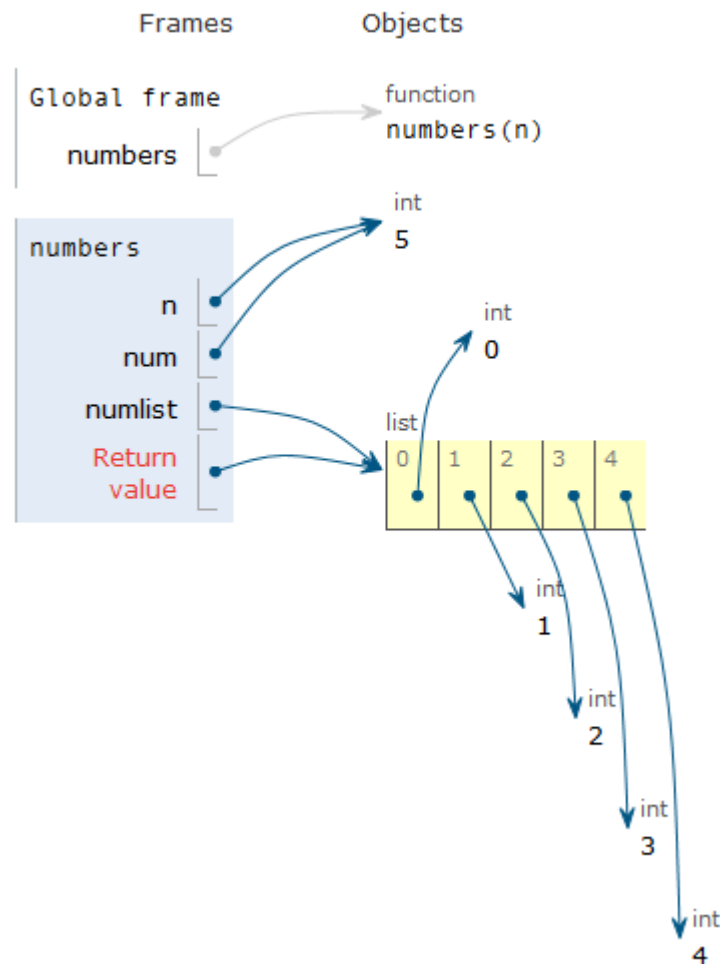 Frames Objects
Global frame
numbers
function
numbers(n)
numbers
n
num
numlist
Return
value
int
5
int
0
list
0 1 2 3 4
int
1
int
2
int
3
int
4